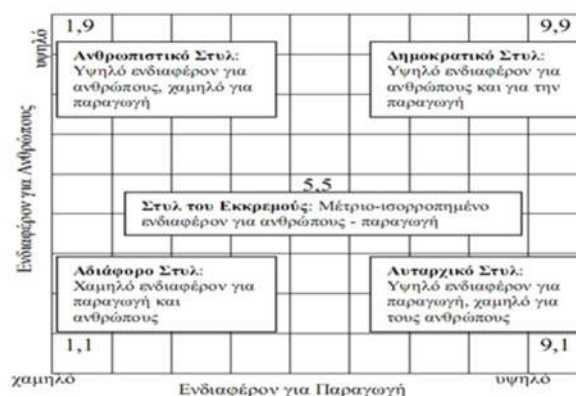 1,9
9,9
υψηλό
Ανθρωπιστικό Στυλ:
Υψηλό ενδιαφέρον για
ανθρώπους, χαμηλό για
παραγωγή
Δημοκρατικό Στυλ:
Υψηλό ενδιαφέρον για
ανθρώπους και για την
παραγωγή
Ενδιαφέρον για Ανθρώπους
5,5
Στυλ του Εκκρεμούς: Μέτριο-ισορροπημένο
ενδιαφέρον για ανθρώπους - παραγωγή
Αδιάφορο Στυλ:
Χαμηλό ενδιαφέρον για
παραγωγή και
ανθρώπους
Αυταρχικό Στυλ:
Υψηλό ενδιαφέρον για
παραγωγή, χαμηλό για
τους ανθρώπους
1,1
9,1
χαμηλό
υψηλό
Ενδιαφέρον για Παραγωγή